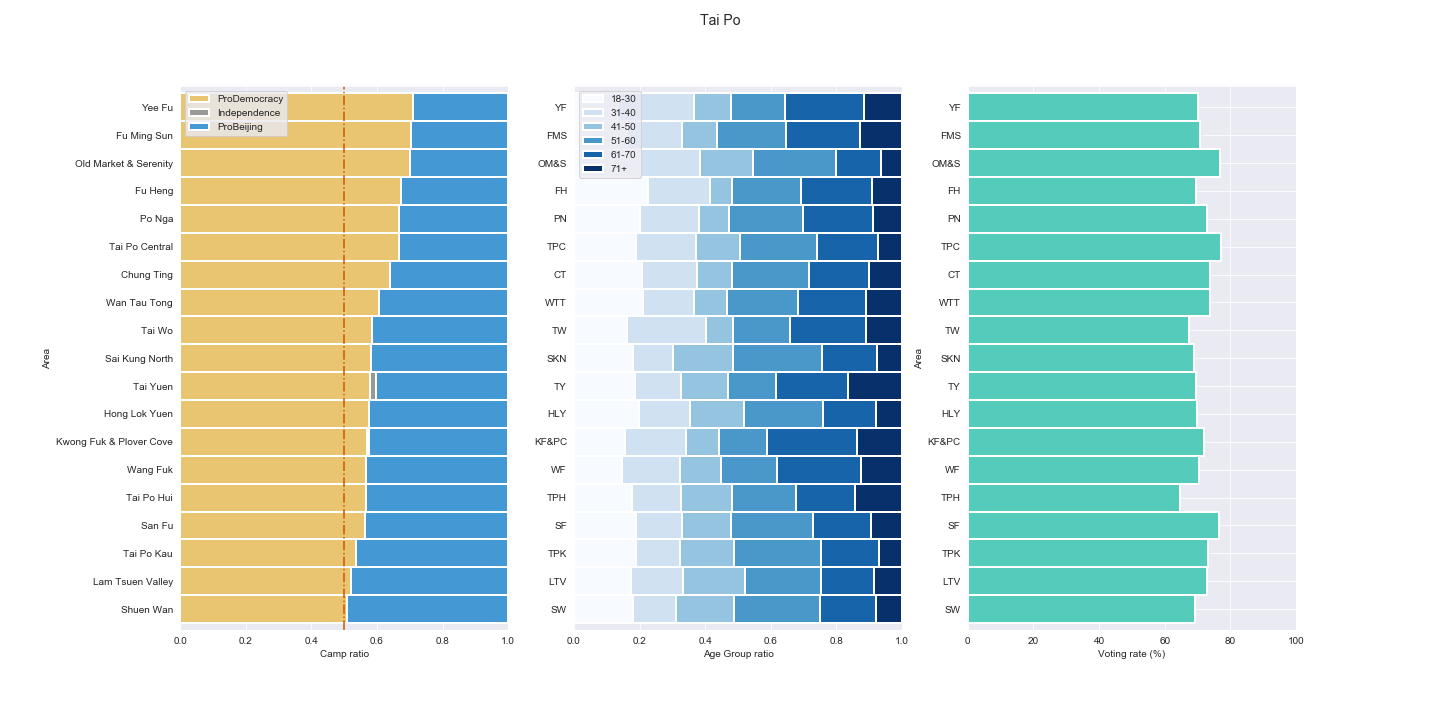 Tai Po
ProDemocracy
Independence
ProBeijing
Yee Fu
Fu Ming Sun
Old Market & Serenity
Fu Heng
Po Nga
Tai Po Central
Chung Ting
Wan Tau Tong
Tai Wo
Sai Kung North
Tai Yuen
Hong Lok Yuen
Kwong Fuk & Plover Cove
Wang Fuk
Tai Po Hui
San Fu
Tai Po Kau
Lam Tsuen Valley
Shuen Wan
Area
0.0 0.2 0.4 0.6 0.8 1.0
Camp ratio
18-30
31-40
41-50
51-60
61-70
71+
YF
FMS
OM&S
FH
PN
TPC
CT
WTT
TW
SKN
TY
HLY
KF&PC
WF
TPH
SF
TPK
LTV
SW
0.0 0.2 0.4 0.6 0.8 1.0
Age Group ratio
Area
YF
FMS
OM&S
FH
PN
TPC
CT
WTT
TW
SKN
TY
HLY
KF&PC
WF
TPH
SF
TPK
LTV
SW
0 20 40 60 80 100
Voting rate (%)